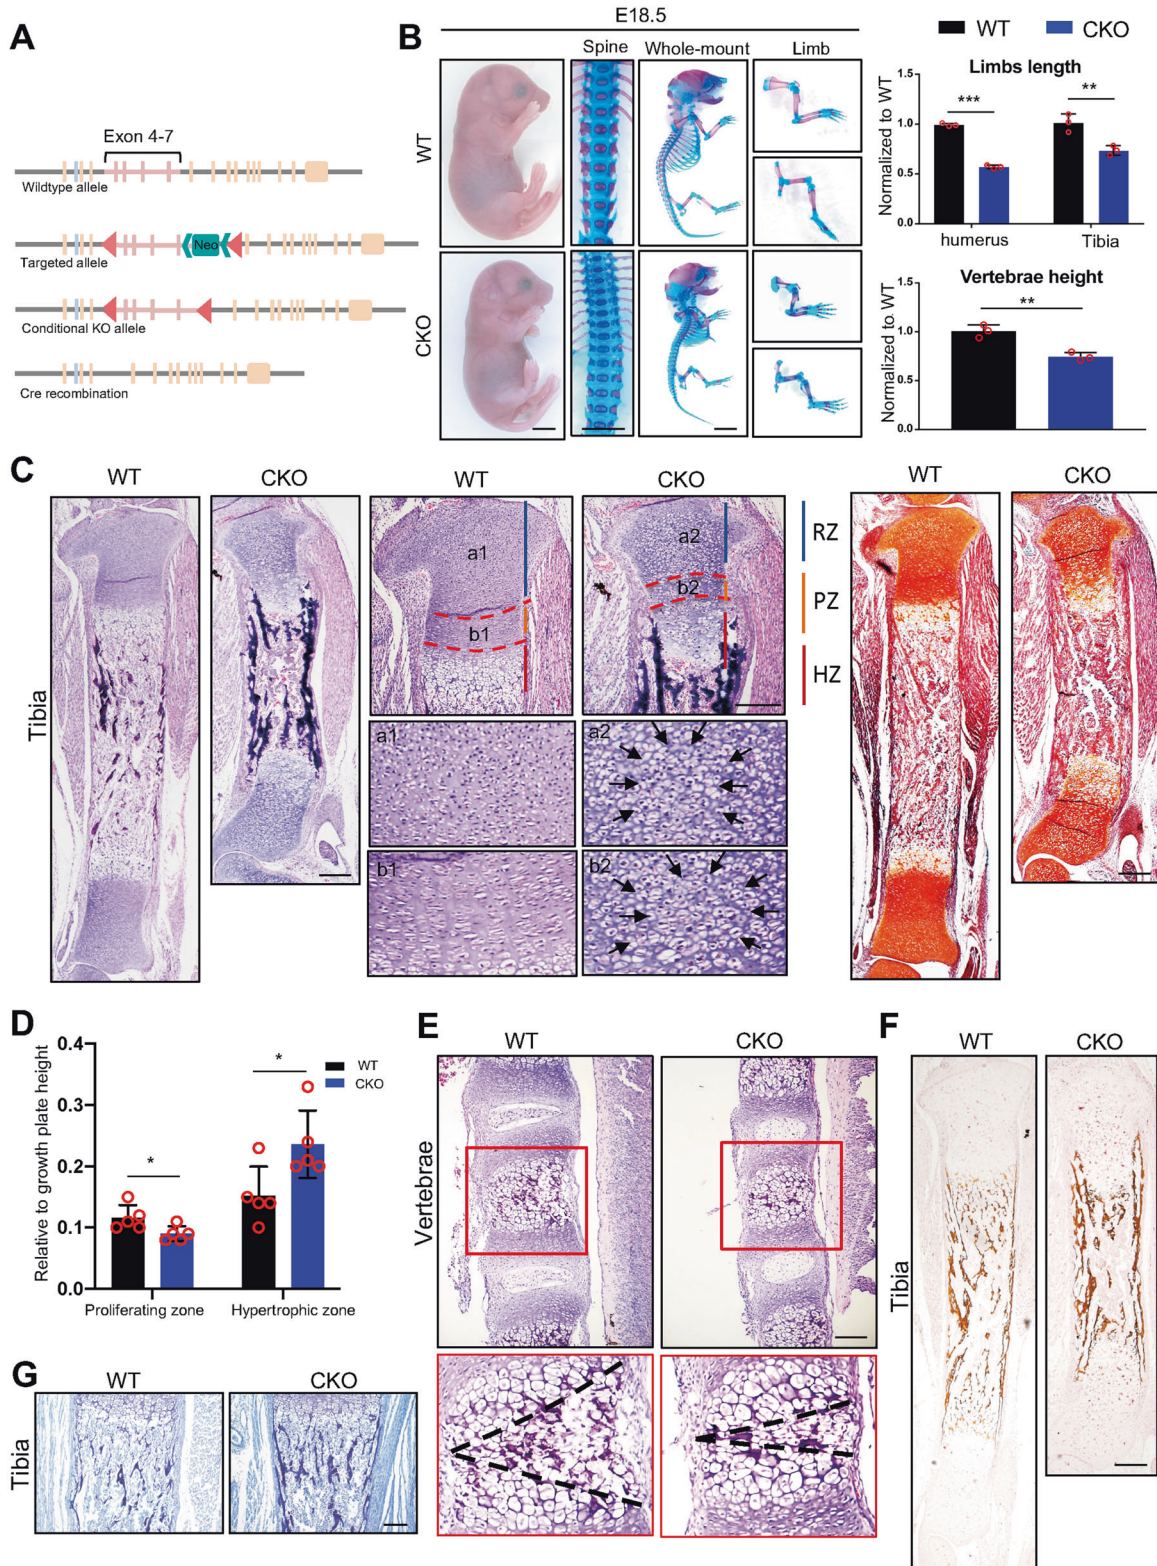 A
Exon 4-7
Wildtype allele
Neo
Targeted allele
Conditional KO allele
Cre recombination
B
E18.5
Spine
Whole-mount
Limb
WT
CKO
WT
CKO
Limbs length
Normalized to WT
1.5
1.0
0.5
0.0
***
**
humerus
Tibia
Vertebrae height
Normalized to WT
1.5
1.0
0.5
0.0
**
C
WT
CKO
WT
CKO
WT
CKO
Tibia
a1
b1
a2
b2
RZ
PZ
HZ
a1
a2
b1
b2
D
Relative to growth plate height
0.4
0.3
0.2
0.1
0.0
*
*
WT
CKO
Proliferating zone
Hypertrophic zone
E
WT
CKO
Vertebrae
F
WT
CKO
Tibia
G
WT
CKO
Tibia